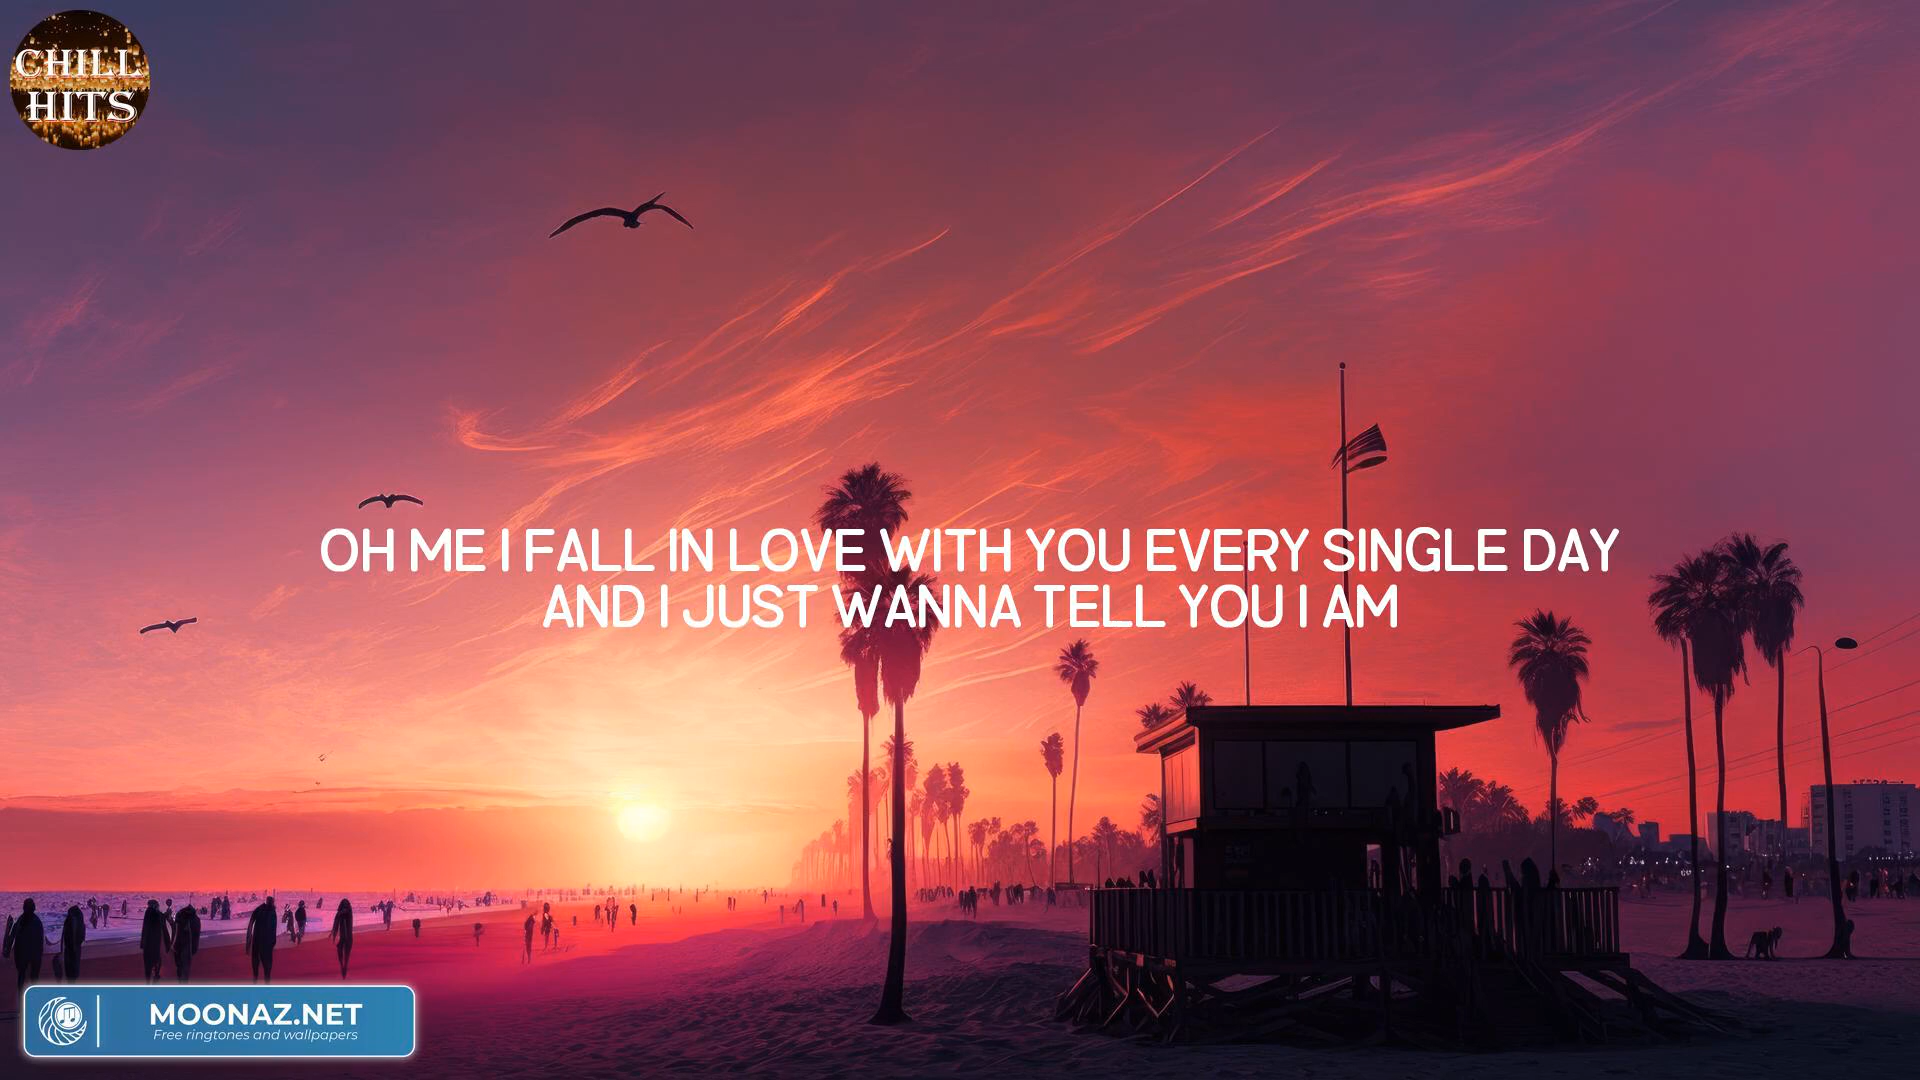 CHILL
HITS
OH ME I FALL IN LOVE WITH YOU EVERY SINGLE DAY
AND I JUST WANNA TELL YOU I AM
MOONAZ.NET
Free ringtones and wallpapers